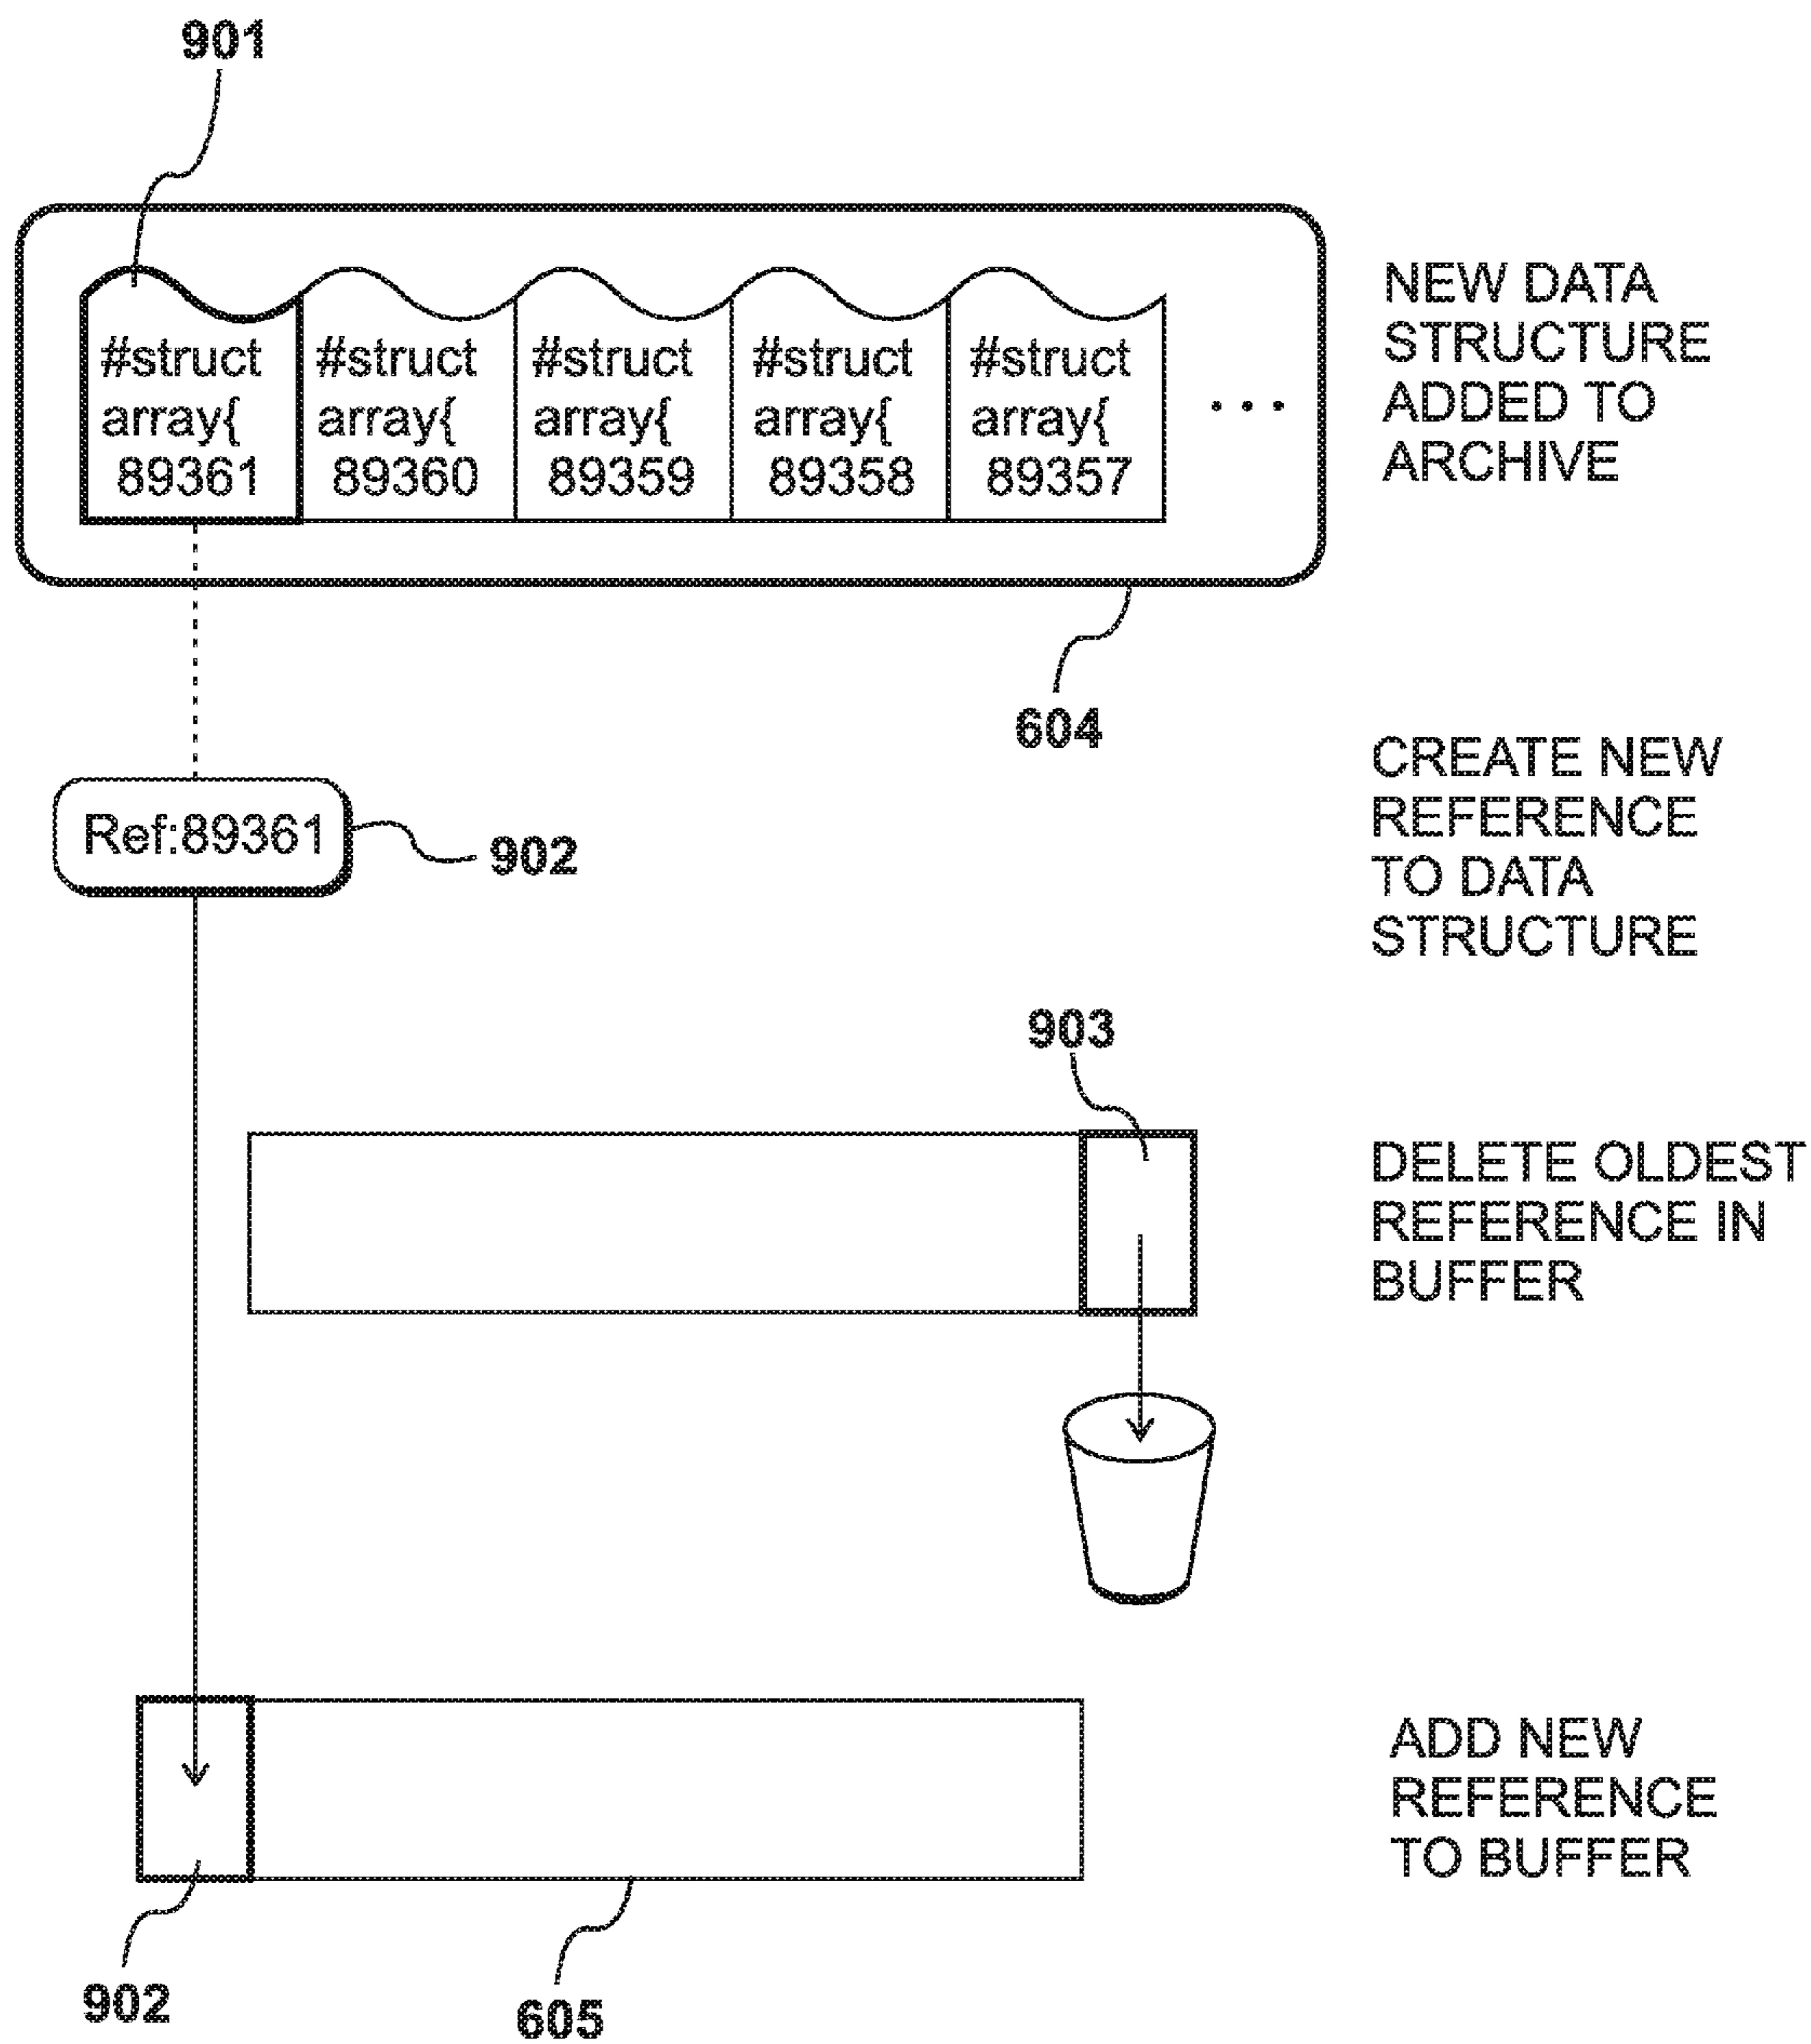 901
#struct #struct #struct #struct #struct
array{ array{ array{ array{ array{
89361 89360 89359 89358 89357
...
NEW DATA
STRUCTURE
ADDED TO
ARCHIVE
604
Ref:89361
902
CREATE NEW
REFERENCE
TO DATA
STRUCTURE
903
DELETE OLDEST
REFERENCE IN
BUFFER
ADD NEW
REFERENCE
TO BUFFER
902
605